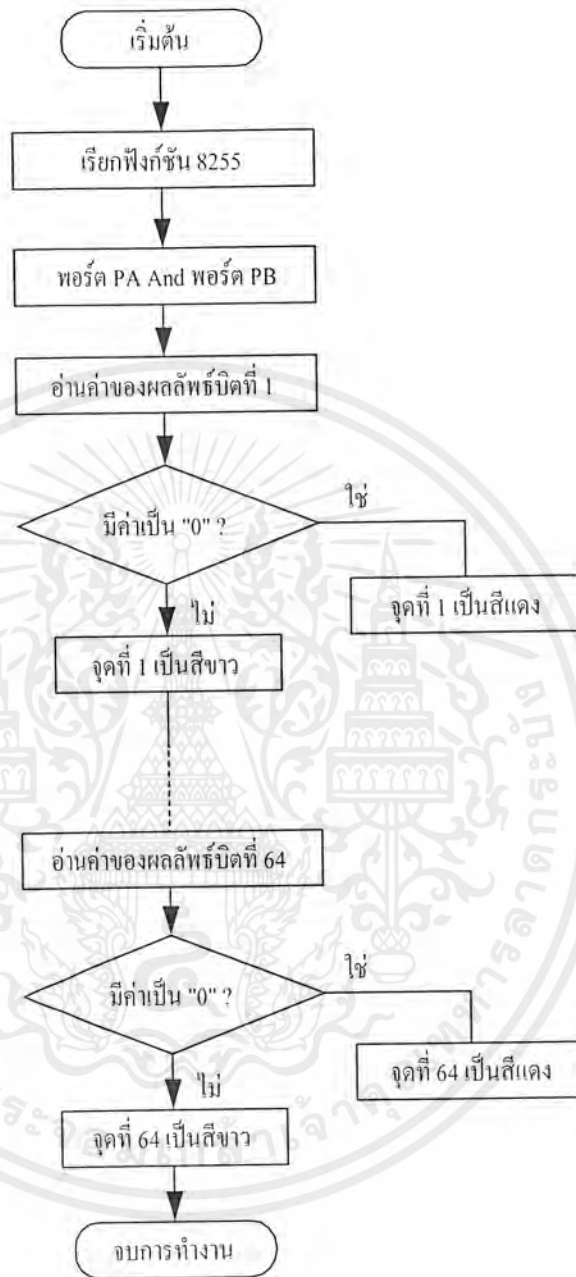 เริ่มต้น
เรียกฟังก์ชัน 8255
พอร์ต PA And พอร์ต PB
อ่านค่าของผลลัพธ์บิตที่ 1
มีค่าเป็น "0" ?
ใช่
จุดที่ 1 เป็นสีแดง
ไม่
จุดที่ 1 เป็นสีขาว
อ่านค่าของผลลัพธ์บิตที่ 64
มีค่าเป็น "0" ?
ใช่
จุดที่ 64 เป็นสีแดง
ไม่
จุดที่ 64 เป็นสีขาว
จบการทำงาน